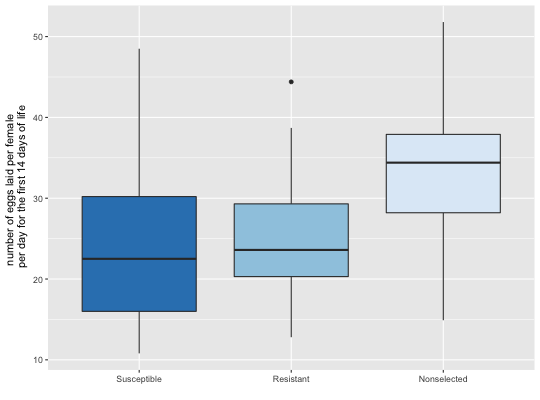 number of eggs laid per female
per day for the first 14 days of life
50
40
30
20
10
Susceptible
Resistant
Nonselected